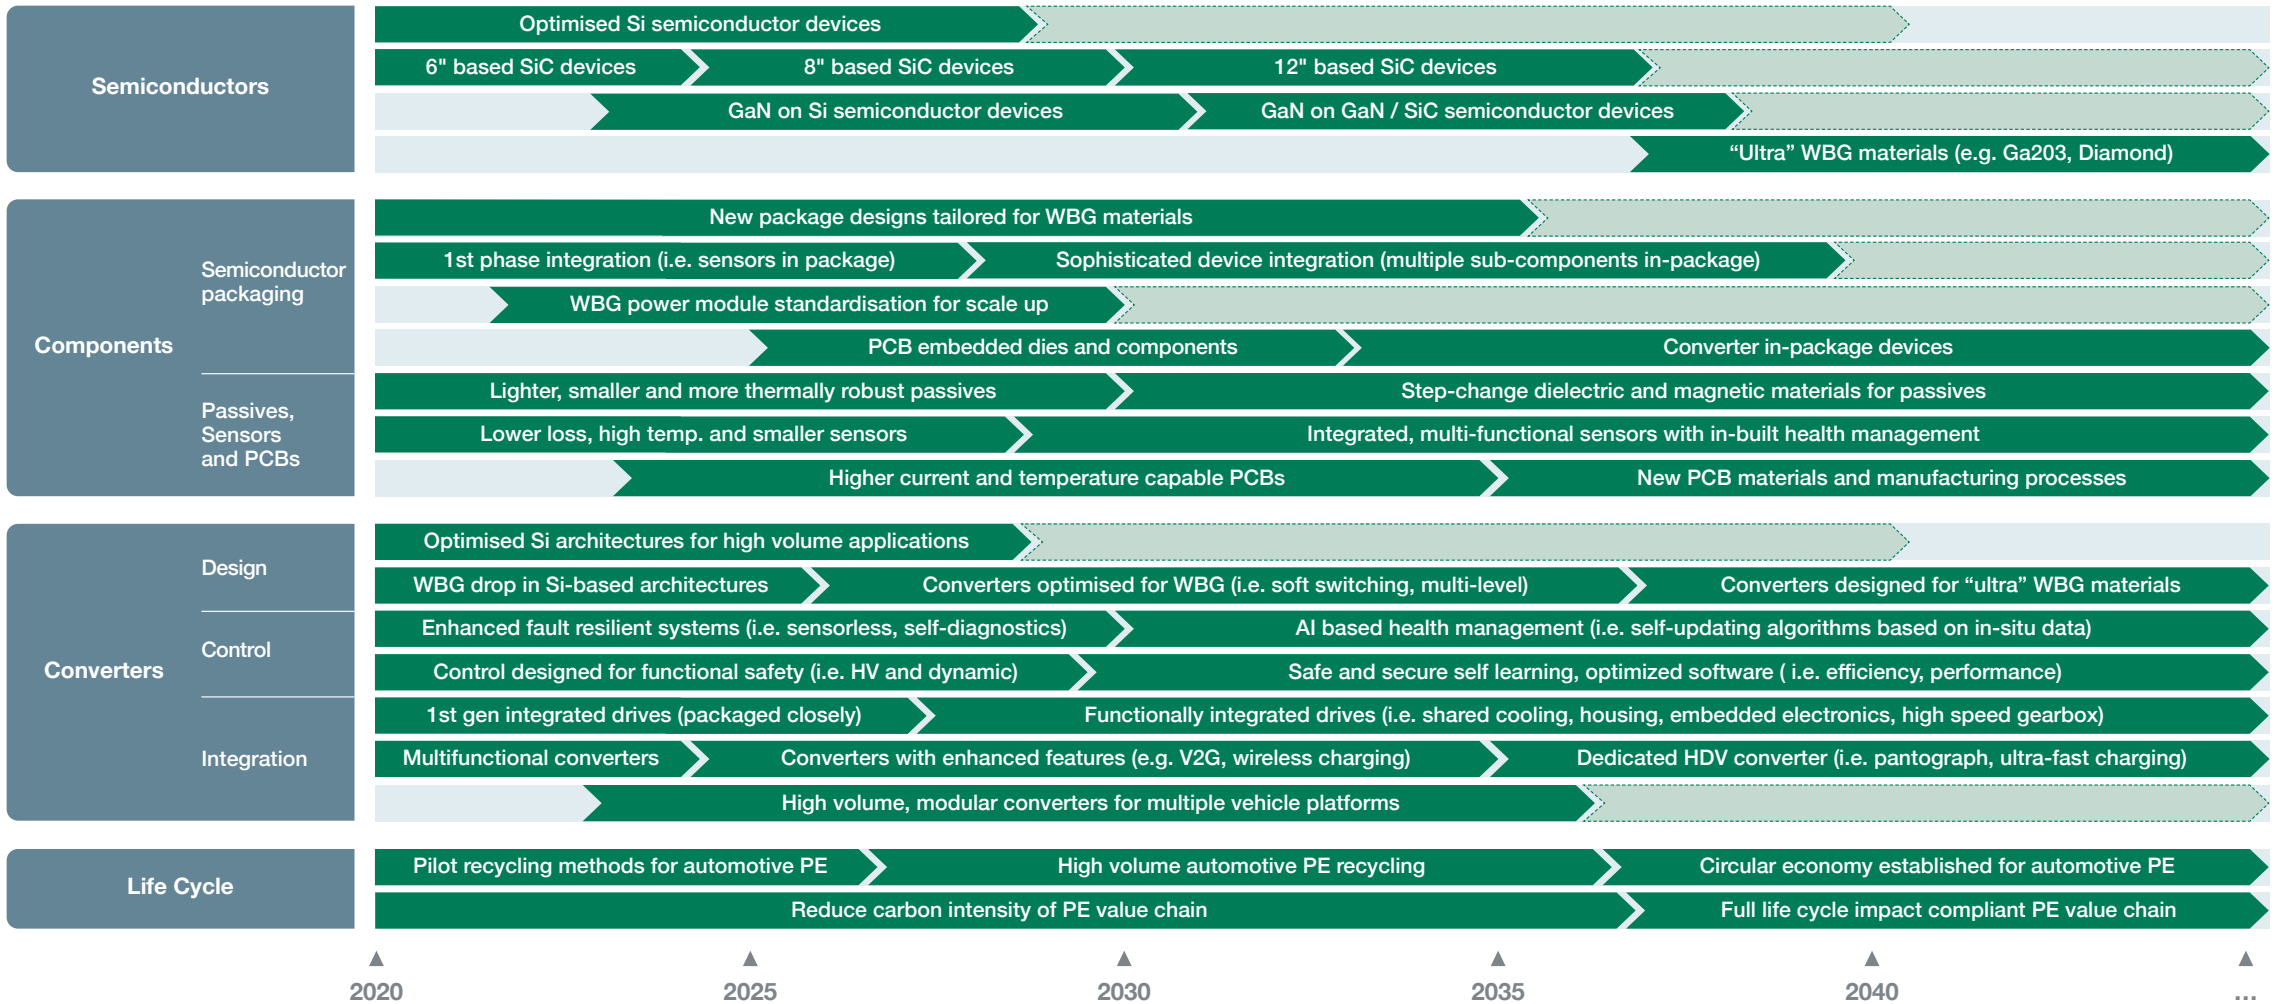 Semiconductors
Optimised Si semiconductor devices
6" based SiC devices
8" based SiC devices
12" based SiC devices
GaN on Si semiconductor devices
GaN on GaN / SiC semiconductor devices
“Ultra” WBG materials (e.g. Ga203, Diamond)
Components
Semiconductor
packaging
New package designs tailored for WBG materials
1st phase integration (i.e. sensors in package)
Sophisticated device integration (multiple sub-components in-package)
WBG power module standardisation for scale up
PCB embedded dies and components
Converter in-package devices
Passives,
Sensors
and PCBs
Lighter, smaller and more thermally robust passives
Step-change dielectric and magnetic materials for passives
Lower loss, high temp. and smaller sensors
Integrated, multi-functional sensors with in-built health management
Higher current and temperature capable PCBs
New PCB materials and manufacturing processes
Converters
Design
Optimised Si architectures for high volume applications
WBG drop in Si-based architectures
Converters optimised for WBG (i.e. soft switching, multi-level)
Converters designed for “ultra” WBG materials
Control
Enhanced fault resilient systems (i.e. sensorless, self-diagnostics)
AI based health management (i.e. self-updating algorithms based on in-situ data)
Control designed for functional safety (i.e. HV and dynamic)
Safe and secure self learning, optimized software ( i.e. efficiency, performance)
Integration
1st gen integrated drives (packaged closely)
Functionally integrated drives (i.e. shared cooling, housing, embedded electronics, high speed gearbox)
Multifunctional converters
Converters with enhanced features (e.g. V2G, wireless charging)
Dedicated HDV converter (i.e. pantograph, ultra-fast charging)
High volume, modular converters for multiple vehicle platforms
Life Cycle
Pilot recycling methods for automotive PE
High volume automotive PE recycling
Circular economy established for automotive PE
Reduce carbon intensity of PE value chain
Full life cycle impact compliant PE value chain
2020
2025
2030
2035
2040
...